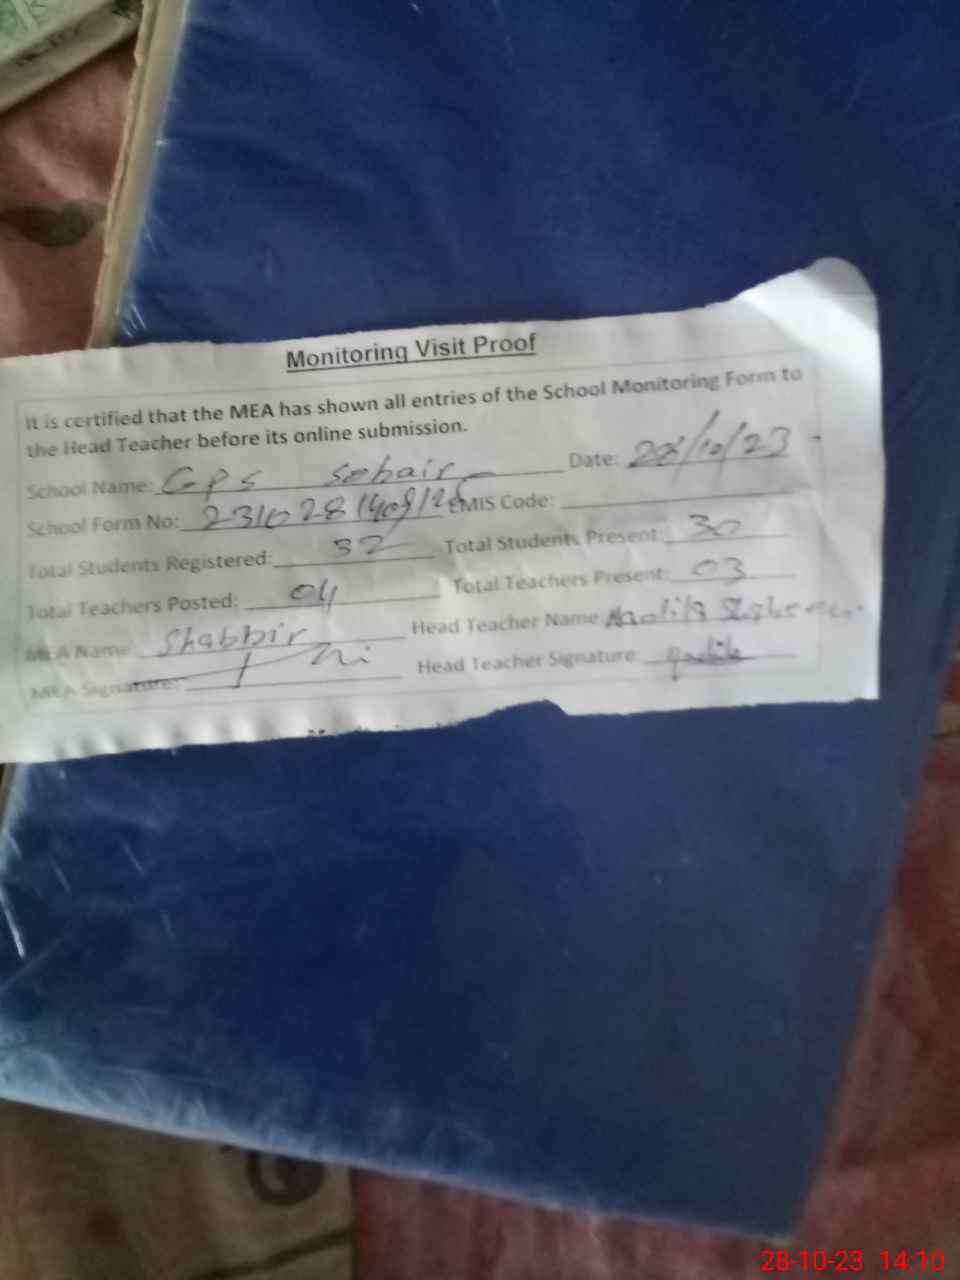 Monitoring Visit Proof
It is certified that the MEA has shown all entries of the School Monitoring Form to
the Head Teacher before its online submission.
School Name: GPS Sobair Date: 28/10/23
School Form No: EMIS Code:
Total Students Registered: 32 Total Students Present: 30
Total Teachers Posted: 04 Total Teachers Present: 03
MEA Name: Shabbir Head Teacher Name:
MEA Signature: Head Teacher Signature:
28-10-23 14:10